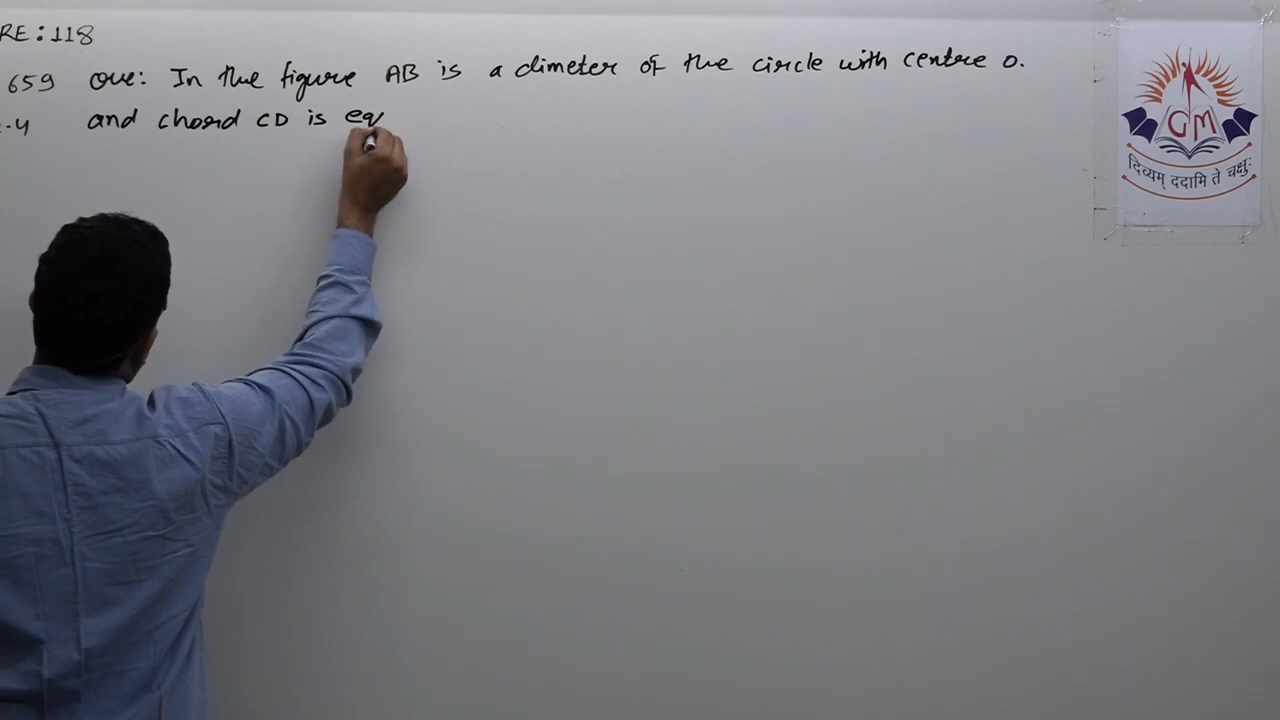 RE:118
659 Que: In the figure AB is a dimeter of the circle with centre O.
.4 and chord CD is eq
GM
दिव्यम् ददामि ते चक्षुः